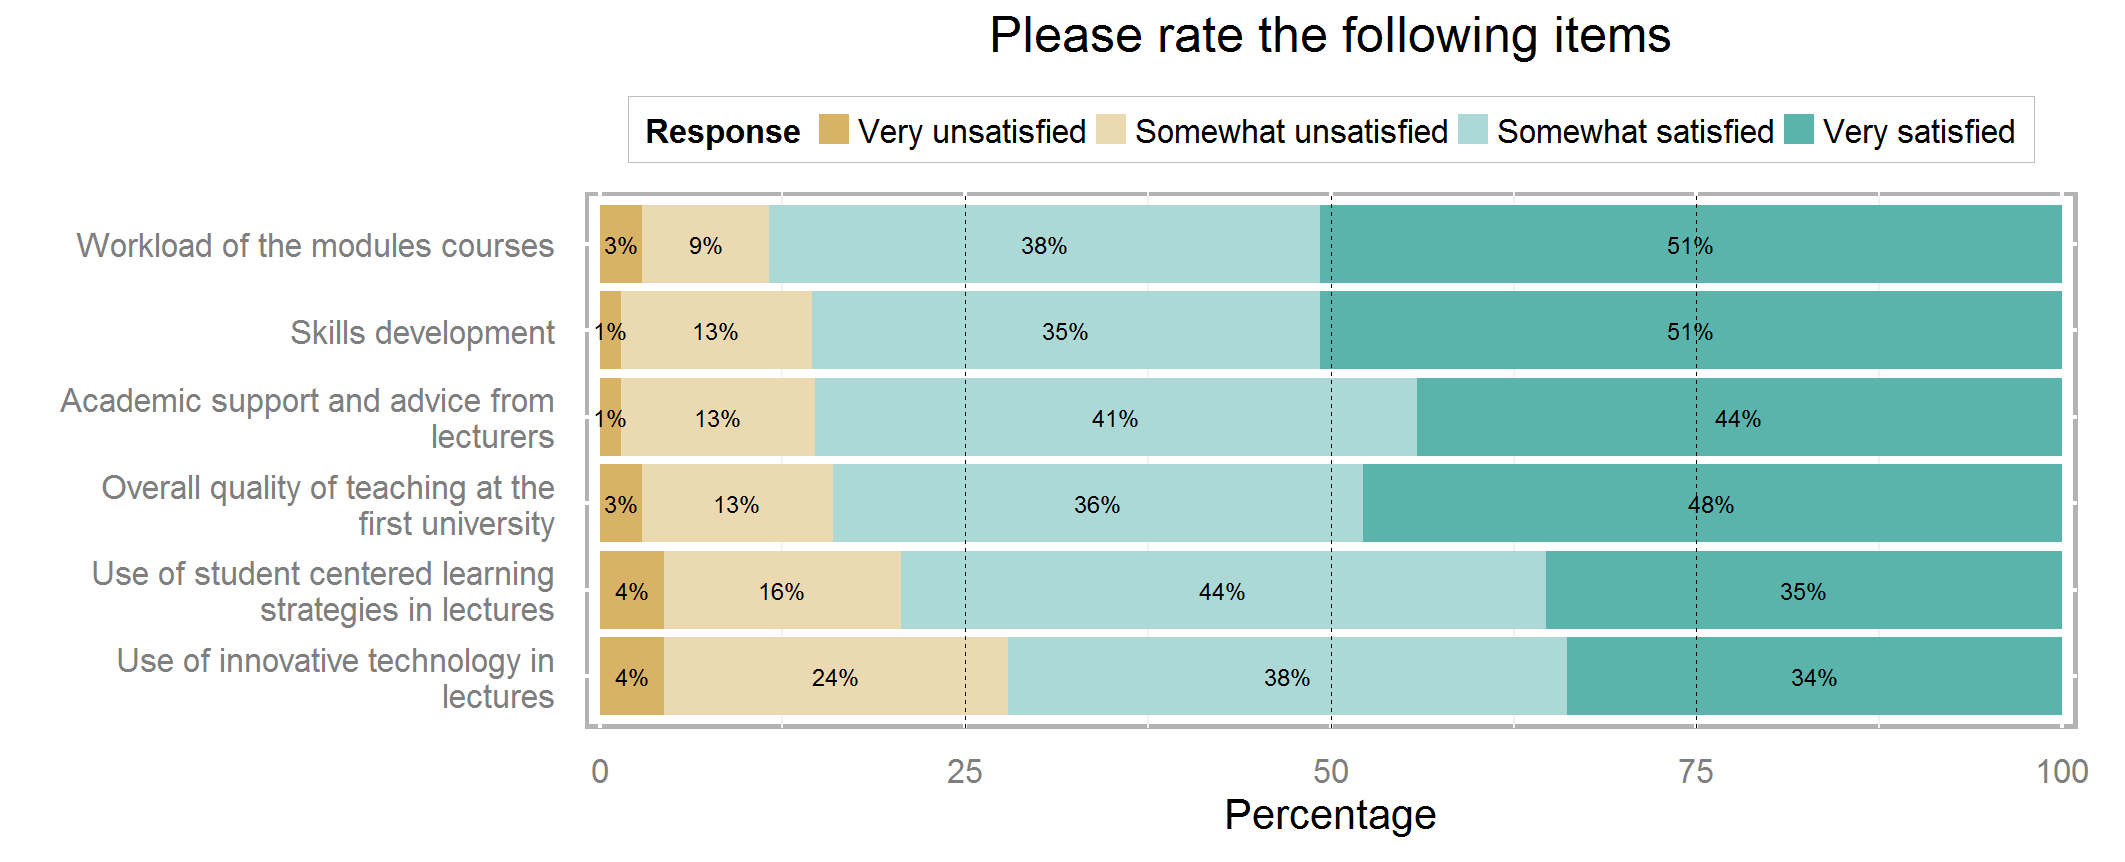 Please rate the following items
Response Very unsatisfied Somewhat unsatisfied Somewhat satisfied Very satisfied
Workload of the modules courses 3% 9% 38% 51%
Skills development 1% 13% 35% 51%
Academic support and advice from
lecturers 1% 13% 41% 44%
Overall quality of teaching at the
first university 3% 13% 36% 48%
Use of student centered learning
strategies in lectures 4% 16% 44% 35%
Use of innovative technology in
lectures 4% 24% 38% 34%
0 25 50 75 100
Percentage